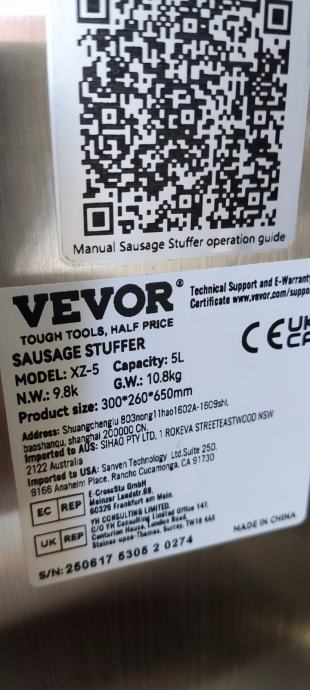 Manual Sausage Stuffer operation guide
VEVOR®
Technical Support and E-Warranty
Certificate www.vevor.com/suppo
TOUGH TOOLS, HALF PRICE
SAUSAGE STUFFER
MODEL: XZ-5 Capacity: 5L
N.W.: 9.8k G.W.: 10.8kg
Product size: 300*260*650mm
CE UK CA
Address: Shuangchenglu 803nong11hao1602A-1609shi,
baoshanqu, shanghai 200000 CN.
Imported to AUS: SIHAO PTY LTD, 1 ROKEVA STREETEASTWOOD NSW
2122 Australia
Imported to USA: Sanven Technology Ltd.Suite 250,
9166 Anaheim Place, Rancho Cucamonga, CA 91730
EC REP
E-CrossStu GmbH
Mainzer Landstr.69,
60329 Frankfurt am Main.
UK REP
YH CONSULTING LIMITED.
C/O YH Consulting Limited Office 147,
Centurion House, London Road,
Staines-upon-Thames, Surrey, TW18 4AX
MADE IN CHINA
S/N: 250617 5305 2 0274